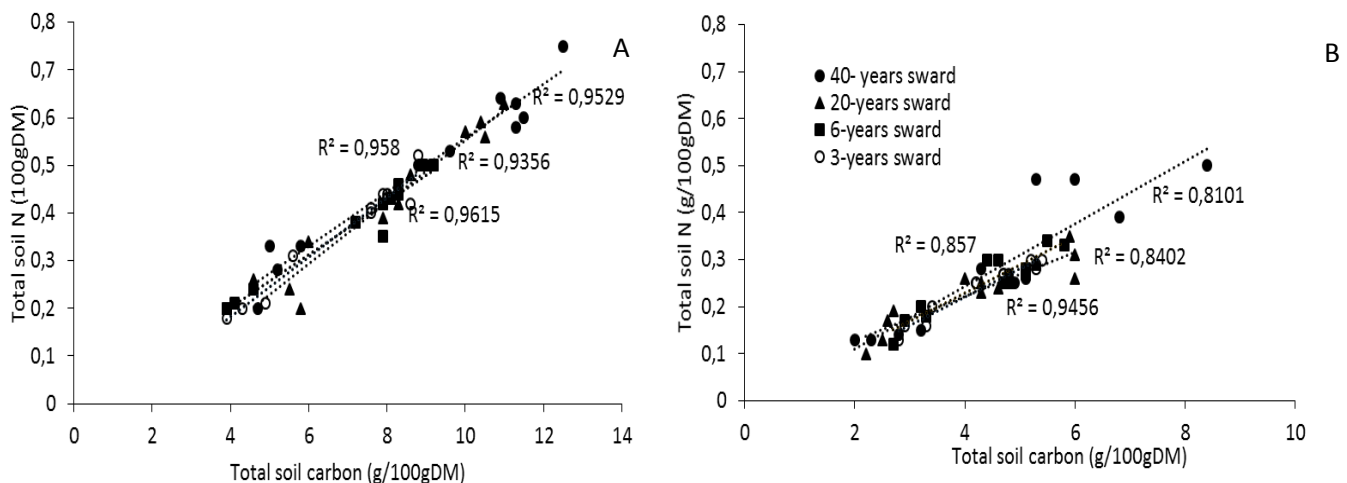 A
0,8
0,7
0,6
0,5
0,4
0,3
0,2
0,1
0
Total soil N (100gDM)
R² = 0,9529
R² = 0,958
R² = 0,9356
R² = 0,9615
0 2 4 6 8 10 12 14
Total soil carbon (g/100gDM)
B
0,8
0,7
0,6
0,5
0,4
0,3
0,2
0,1
0
Total soil N (g/100gDM)
40- years sward
20-years sward
6-years sward
3-years sward
R² = 0,8101
R² = 0,857
R² = 0,8402
R² = 0,9456
0 2 4 6 8 10
Total soil carbon (g/100gDM)